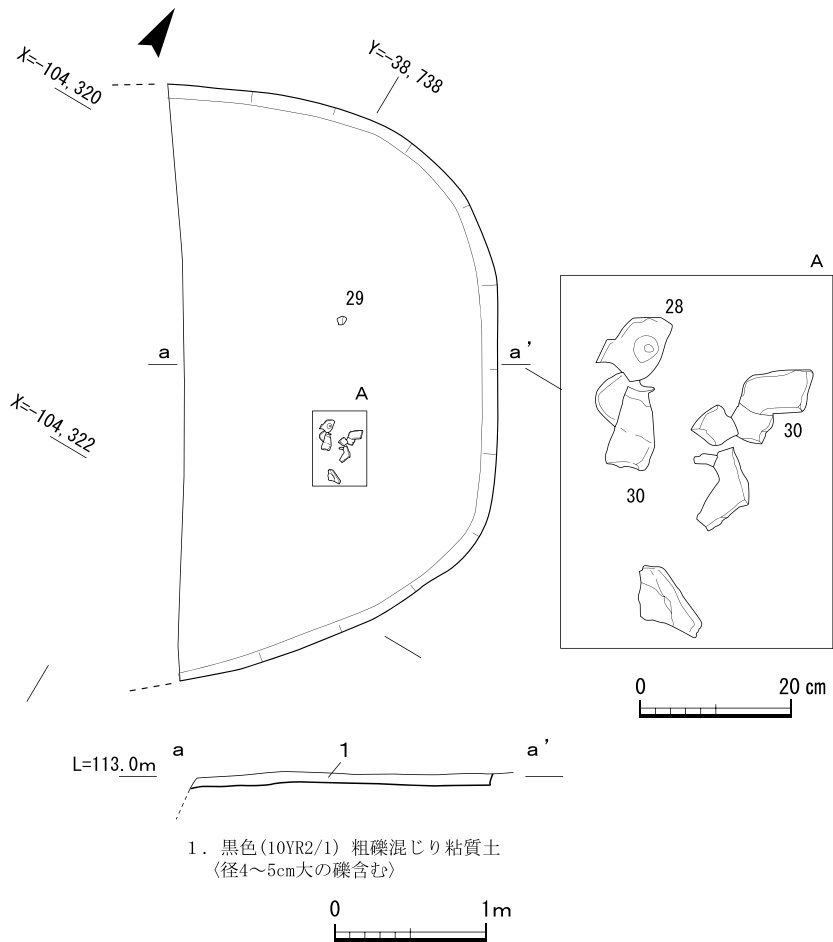 X=-104,320
Y=-38,738
A
29
28
a
a'
A
X=-104,322
30
30
0 20 cm
a 1 a'
L=113.0m
1. 黒色(10YR2/1) 粗礫混じり粘質土
〈径4～5cm大の礫含む〉
0 1m